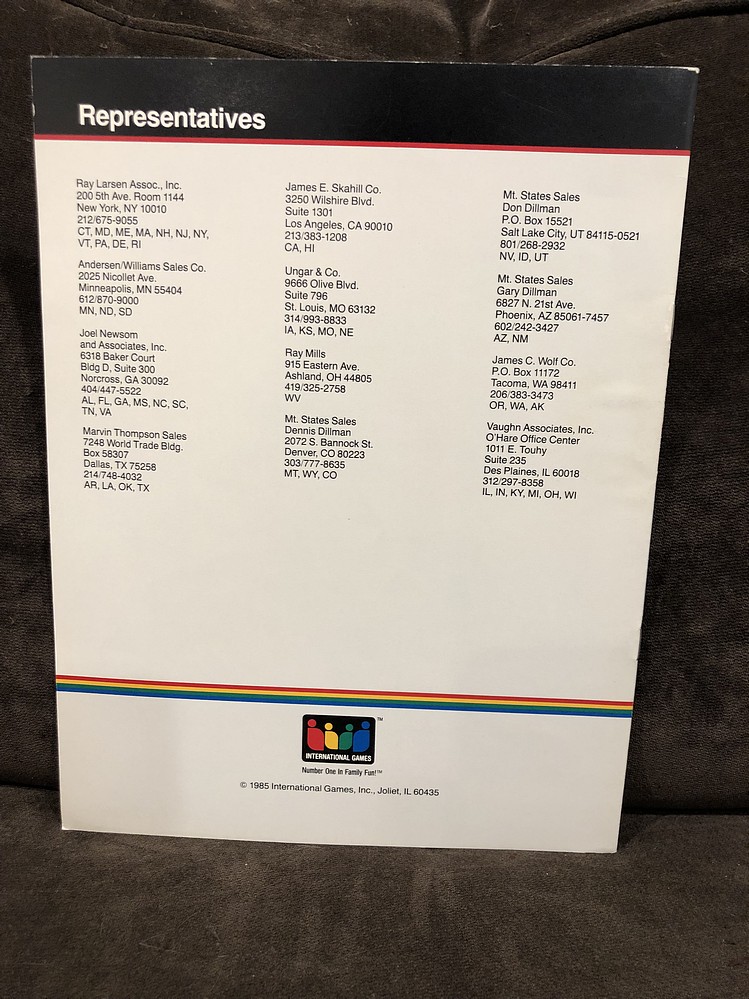 Representatives
Ray Larsen Assoc., Inc.
200 5th Ave. Room 1144
New York, NY 10010
212/675-9055
CT, MD, ME, MA, NH, NJ, NY,
VT, PA, DE, RI
Andersen/Williams Sales Co.
2025 Nicollet Ave.
Minneapolis, MN 55404
612/870-9000
MN, ND, SD
Joel Newsom
and Associates, Inc.
6318 Baker Court
Bldg D, Suite 300
Norcross, GA 30092
404/447-5522
AL, FL, GA, MS, NC, SC,
TN, VA
Marvin Thompson Sales
7248 World Trade Bldg.
Box 58307
Dallas, TX 75258
214/748-4032
AR, LA, OK, TX
James E. Skahill Co.
3250 Wilshire Blvd.
Suite 1301
Los Angeles, CA 90010
213/383-1208
CA, HI
Ungar & Co.
9666 Olive Blvd.
Suite 796
St. Louis, MO 63132
314/993-8833
IA, KS, MO, NE
Ray Mills
915 Eastern Ave.
Ashland, OH 44805
419/325-2758
WV
Mt. States Sales
Dennis Dillman
2072 S. Bannock St.
Denver, CO 80223
303/777-8635
MT, WY, CO
Mt. States Sales
Don Dillman
P.O. Box 15521
Salt Lake City, UT 84115-0521
801/268-2932
NV, ID, UT
Mt. States Sales
Gary Dillman
6827 N. 21st Ave.
Phoenix, AZ 85061-7457
602/242-3427
AZ, NM
James C. Wolf Co.
P.O. Box 11172
Tacoma, WA 98411
206/383-3473
OR, WA, AK
Vaughn Associates, Inc.
O'Hare Office Center
1011 E. Touhy
Suite 235
Des Plaines, IL 60018
312/297-8358
IL, IN, KY, MI, OH, WI
TM
INTERNATIONAL GAMES
Number One In Family Fun!™
© 1985 International Games, Inc., Joliet, IL 60435